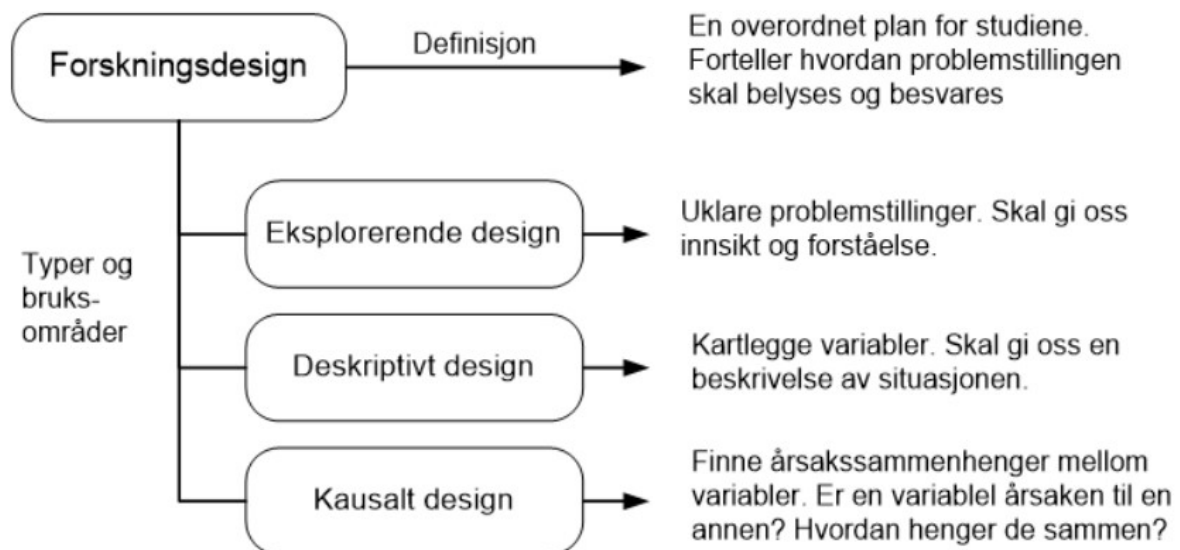 Forskningsdesign
Definisjon
En overordnet plan for studiene.
Forteller hvordan problemstillingen
skal belyses og besvares
Typer og
bruks-
områder
Eksplorerende design
Uklare problemstillinger. Skal gi oss
innsikt og forståelse.
Deskriptivt design
Kartlegge variabler. Skal gi oss en
beskrivelse av situasjonen.
Kausalt design
Finne årsakssammenhenger mellom
variabler. Er en variablel årsaken til en
annen? Hvordan henger de sammen?